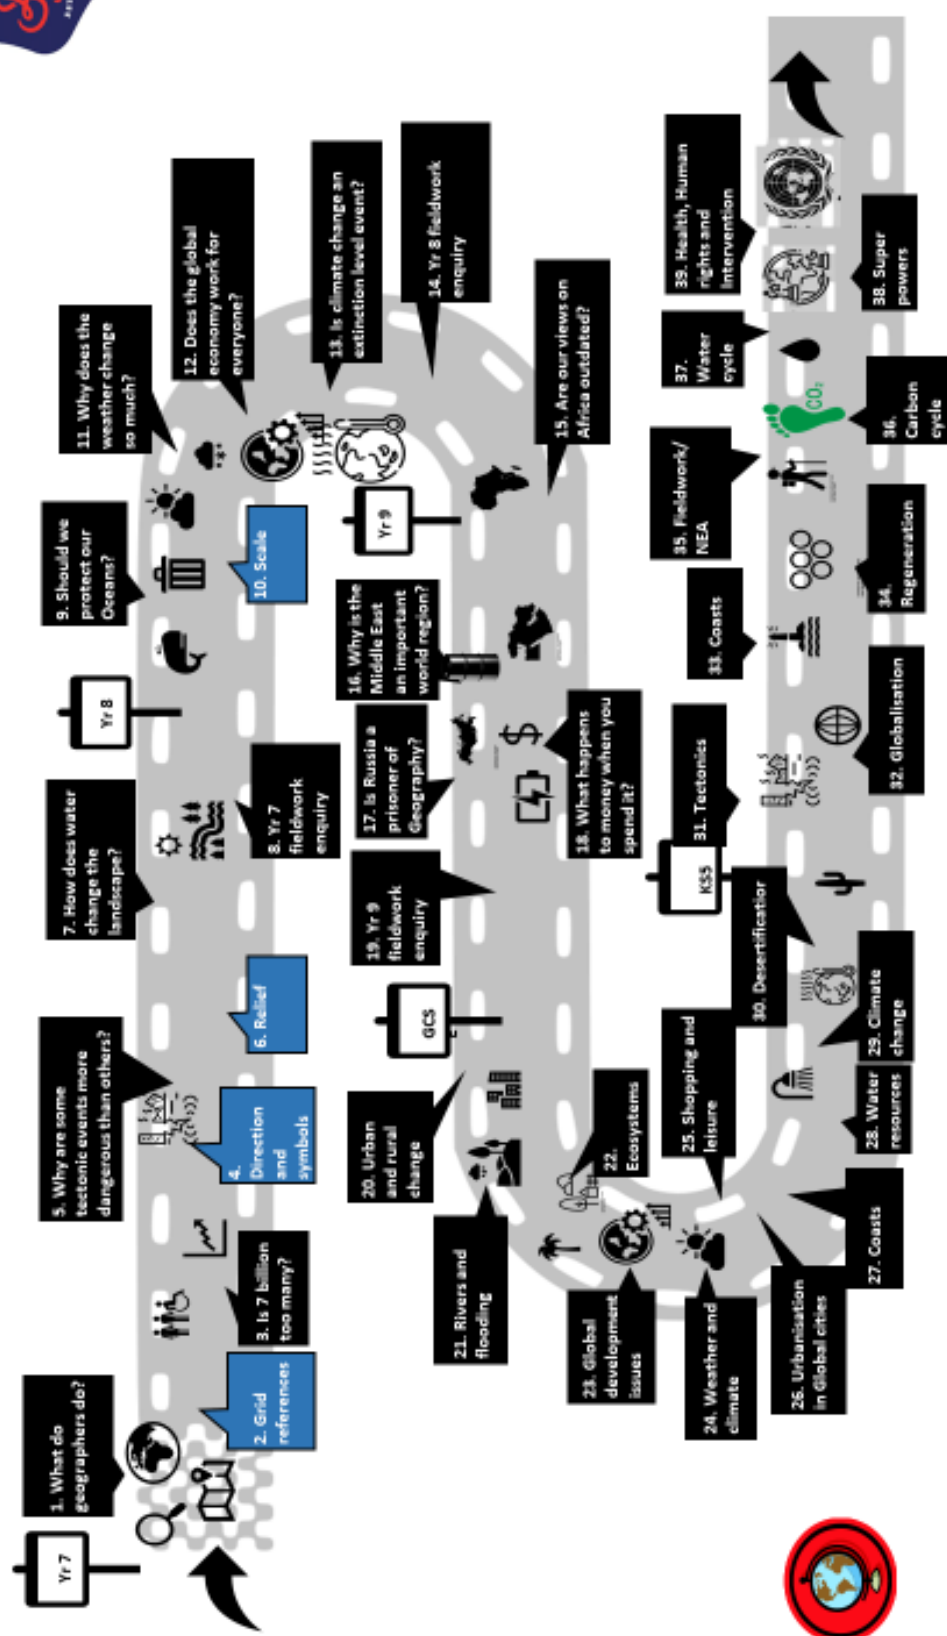 Yr 7
1. What do
geographers do?
2. Grid
references
3. Is 7 billion
too many?
4.
Direction
and
symbols
5. Why are some
tectonic events more
dangerous than others?
6. Relief
7. How does water
change the
landscape?
8. Yr 7
fieldwork
enquiry
Yr 8
9. Should we
protect our
Oceans?
10. Scale
11. Why does the
weather change
so much?
12. Does the global
economy work for
everyone?
13. Is climate change an
extinction level event?
14. Yr 8 fieldwork
enquiry
Yr 9
15. Are our views on
Africa outdated?
16. Why is the
Middle East
an important
world region?
17. Is Russia a
prisoner of
Geography?
18. What happens
to money when you
spend it?
19. Yr 9
fieldwork
enquiry
GCS
20. Urban
and rural
change
21. Rivers and
flooding
22.
Ecosystems
23. Global
development
issues
24. Weather and
climate
25. Shopping and
leisure
26. Urbanisation
in Global cities
27. Coasts
28. Water
resources
29. Climate
change
30. Desertificatior
KS5
31. Tectonics
32. Globalisation
33. Coasts
34.
Regeneration
35. Fieldwork/
NEA
36.
Carbon
cycle
CO₂
37.
Water
cycle
38. Super
powers
39. Health, Human
rights and
Intervention